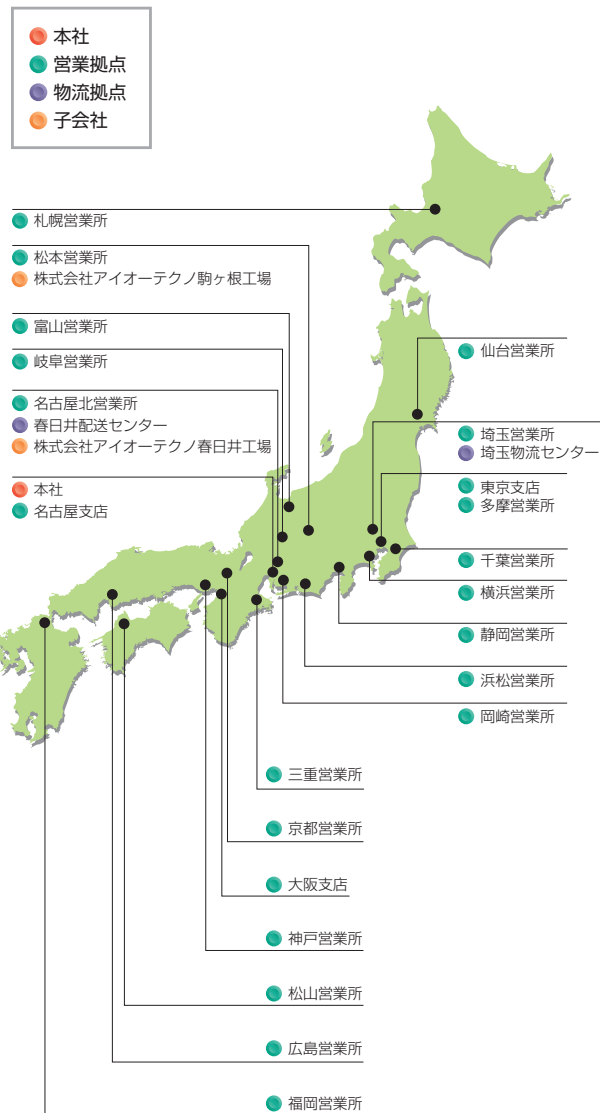 本社
営業拠点
物流拠点
子会社
札幌営業所
松本営業所
株式会社アイオーテクノ駒ヶ根工場
富山営業所
岐阜営業所
名古屋北営業所
春日井配送センター
株式会社アイオーテクノ春日井工場
本社
名古屋支店
仙台営業所
埼玉営業所
埼玉物流センター
東京支店
多摩営業所
千葉営業所
横浜営業所
静岡営業所
浜松営業所
岡崎営業所
三重営業所
京都営業所
大阪支店
神戸営業所
松山営業所
広島営業所
福岡営業所